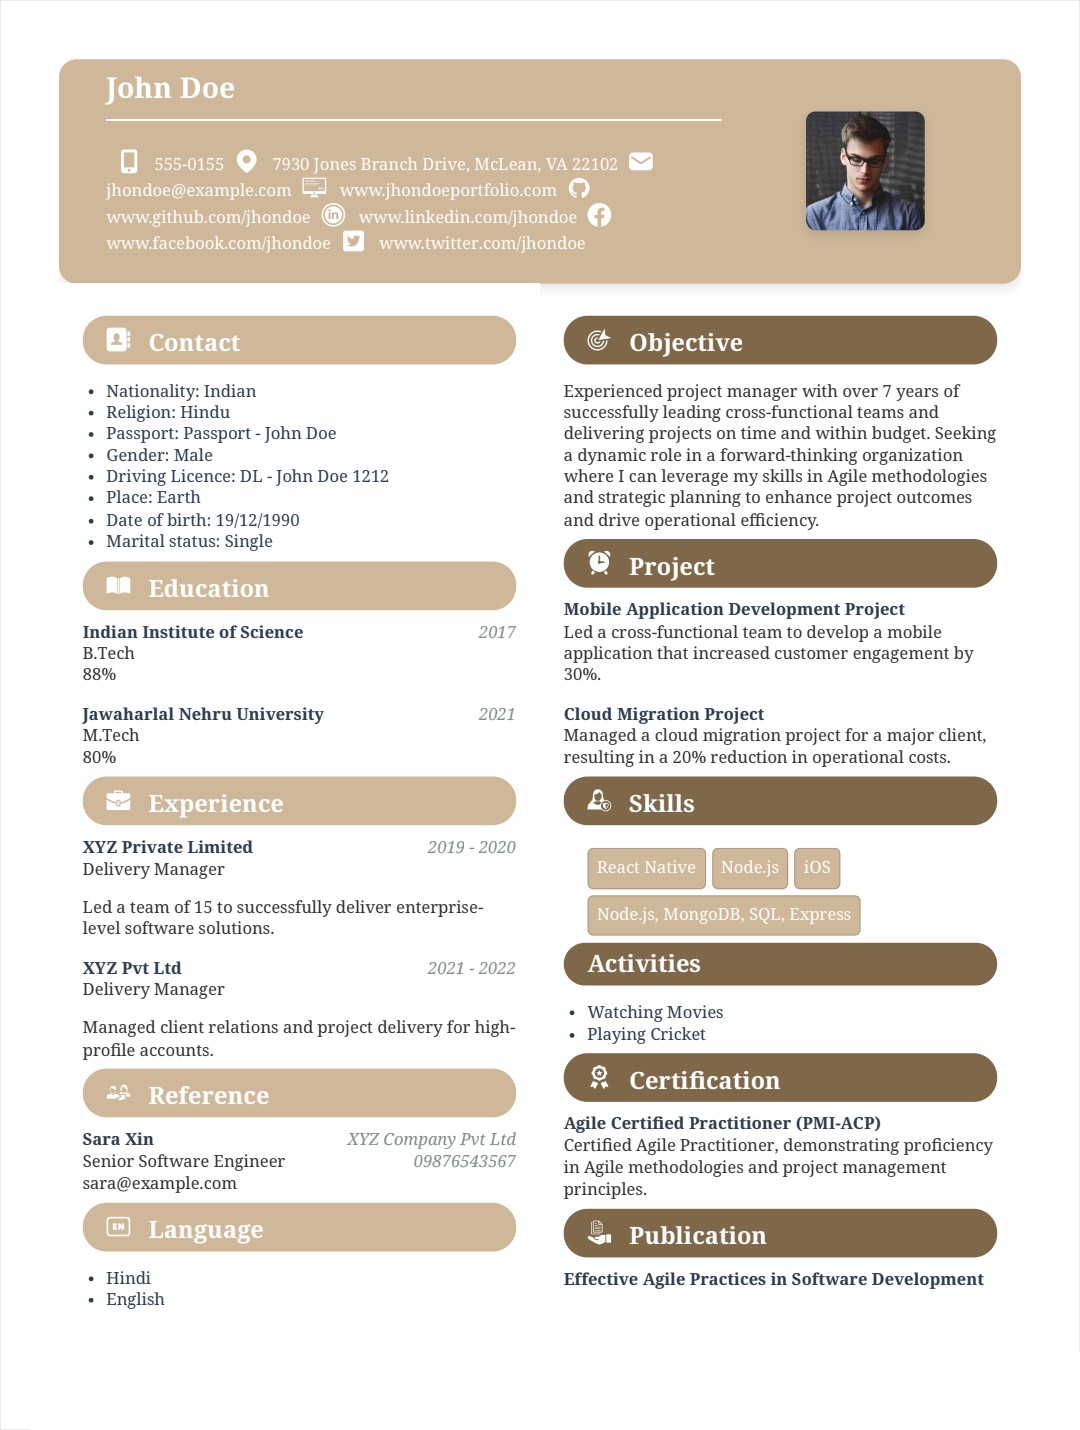 John Doe
555-0155 7930 Jones Branch Drive, McLean, VA 22102
jhondoe@example.com www.jhondoeportfolio.com
www.github.com/jhondoe www.linkedin.com/jhondoe
www.facebook.com/jhondoe www.twitter.com/jhondoe
Contact
• Nationality: Indian
• Religion: Hindu
• Passport: Passport - John Doe
• Gender: Male
• Driving Licence: DL - John Doe 1212
• Place: Earth
• Date of birth: 19/12/1990
• Marital status: Single
Education
Indian Institute of Science 2017
B.Tech
88%
Jawaharlal Nehru University 2021
M.Tech
80%
Experience
XYZ Private Limited 2019 - 2020
Delivery Manager
Led a team of 15 to successfully deliver enterprise-
level software solutions.
XYZ Pvt Ltd 2021 - 2022
Delivery Manager
Managed client relations and project delivery for high-
profile accounts.
Reference
Sara Xin XYZ Company Pvt Ltd
Senior Software Engineer 09876543567
sara@example.com
EN Language
• Hindi
• English
Objective
Experienced project manager with over 7 years of
successfully leading cross-functional teams and
delivering projects on time and within budget. Seeking
a dynamic role in a forward-thinking organization
where I can leverage my skills in Agile methodologies
and strategic planning to enhance project outcomes
and drive operational efficiency.
Project
Mobile Application Development Project
Led a cross-functional team to develop a mobile
application that increased customer engagement by
30%.
Cloud Migration Project
Managed a cloud migration project for a major client,
resulting in a 20% reduction in operational costs.
Skills
React Native Node.js iOS
Node.js, MongoDB, SQL, Express
Activities
• Watching Movies
• Playing Cricket
Certification
Agile Certified Practitioner (PMI-ACP)
Certified Agile Practitioner, demonstrating proficiency
in Agile methodologies and project management
principles.
Publication
Effective Agile Practices in Software Development